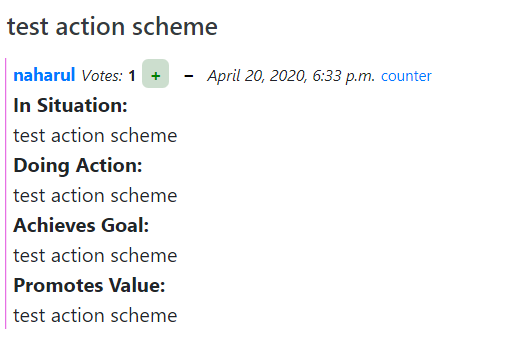 test action scheme
naharul Votes: 1 + – April 20, 2020, 6:33 p.m. counter
In Situation:
test action scheme
Doing Action:
test action scheme
Achieves Goal:
test action scheme
Promotes Value:
test action scheme